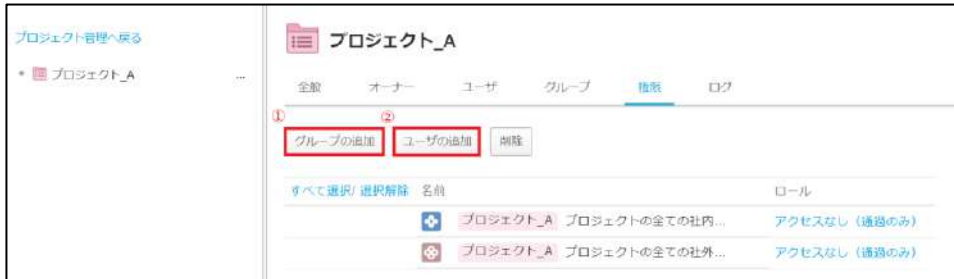 プロジェクト管理へ戻る
プロジェクト_A ...
プロジェクト_A
全般 オーナー ユーザ グループ 権限 ログ
① ②
グループの追加 ユーザの追加 削除
すべて選択/選択解除 名前 ロール
プロジェクト_A プロジェクトの全ての社内... アクセスなし（通過のみ）
プロジェクト_A プロジェクトの全ての社外... アクセスなし（通過のみ）